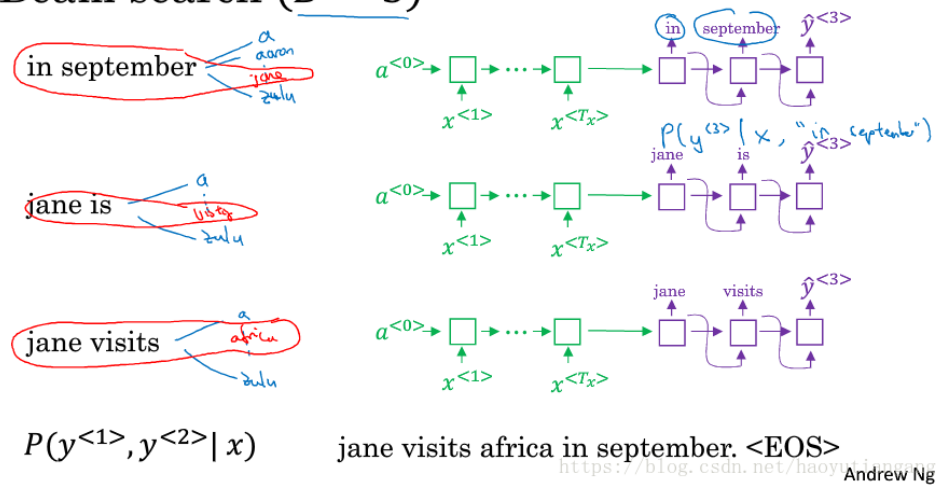 Beam search (B = 3)
in september
a
aaron
jane
zulu
a<0>
x<1>
...
x<Tx>
in
september
ŷ<3>
P(y<3> | x, "in september")
jane is
a
visiting
zulu
a<0>
x<1>
...
x<Tx>
jane
is
ŷ<3>
jane visits
a
africa
zulu
a<0>
x<1>
...
x<Tx>
jane
visits
ŷ<3>
P(y<1>, y<2>| x)
jane visits africa in september. <EOS>
https://blog.csdn.net/haoyutiangang
Andrew Ng